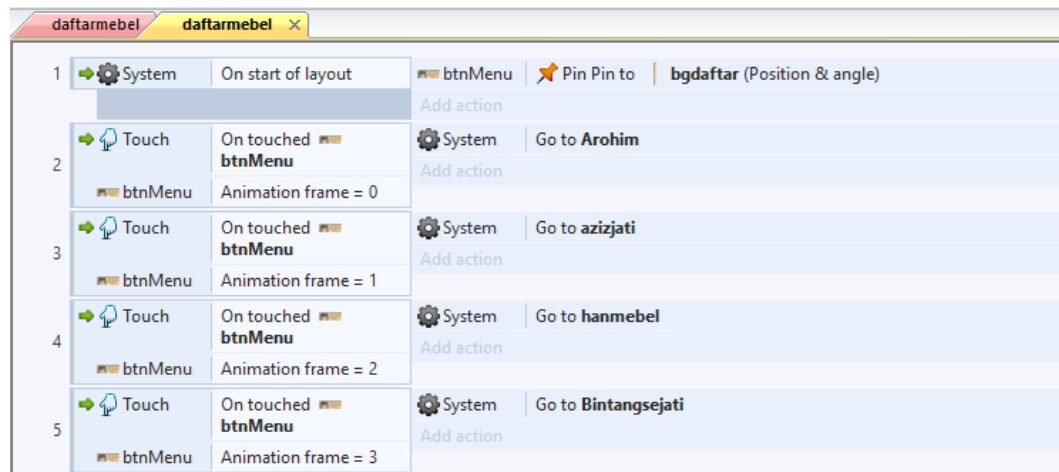 daftarmebel daftarmebel ×
1 System On start of layout btnMenu Pin Pin to bgdaftar (Position & angle)
Add action
2 Touch On touched btnMenu System Go to Arohim
Add action
btnMenu Animation frame = 0
3 Touch On touched btnMenu System Go to azizjati
Add action
btnMenu Animation frame = 1
4 Touch On touched btnMenu System Go to hanmebel
Add action
btnMenu Animation frame = 2
5 Touch On touched btnMenu System Go to Bintangsejati
Add action
btnMenu Animation frame = 3